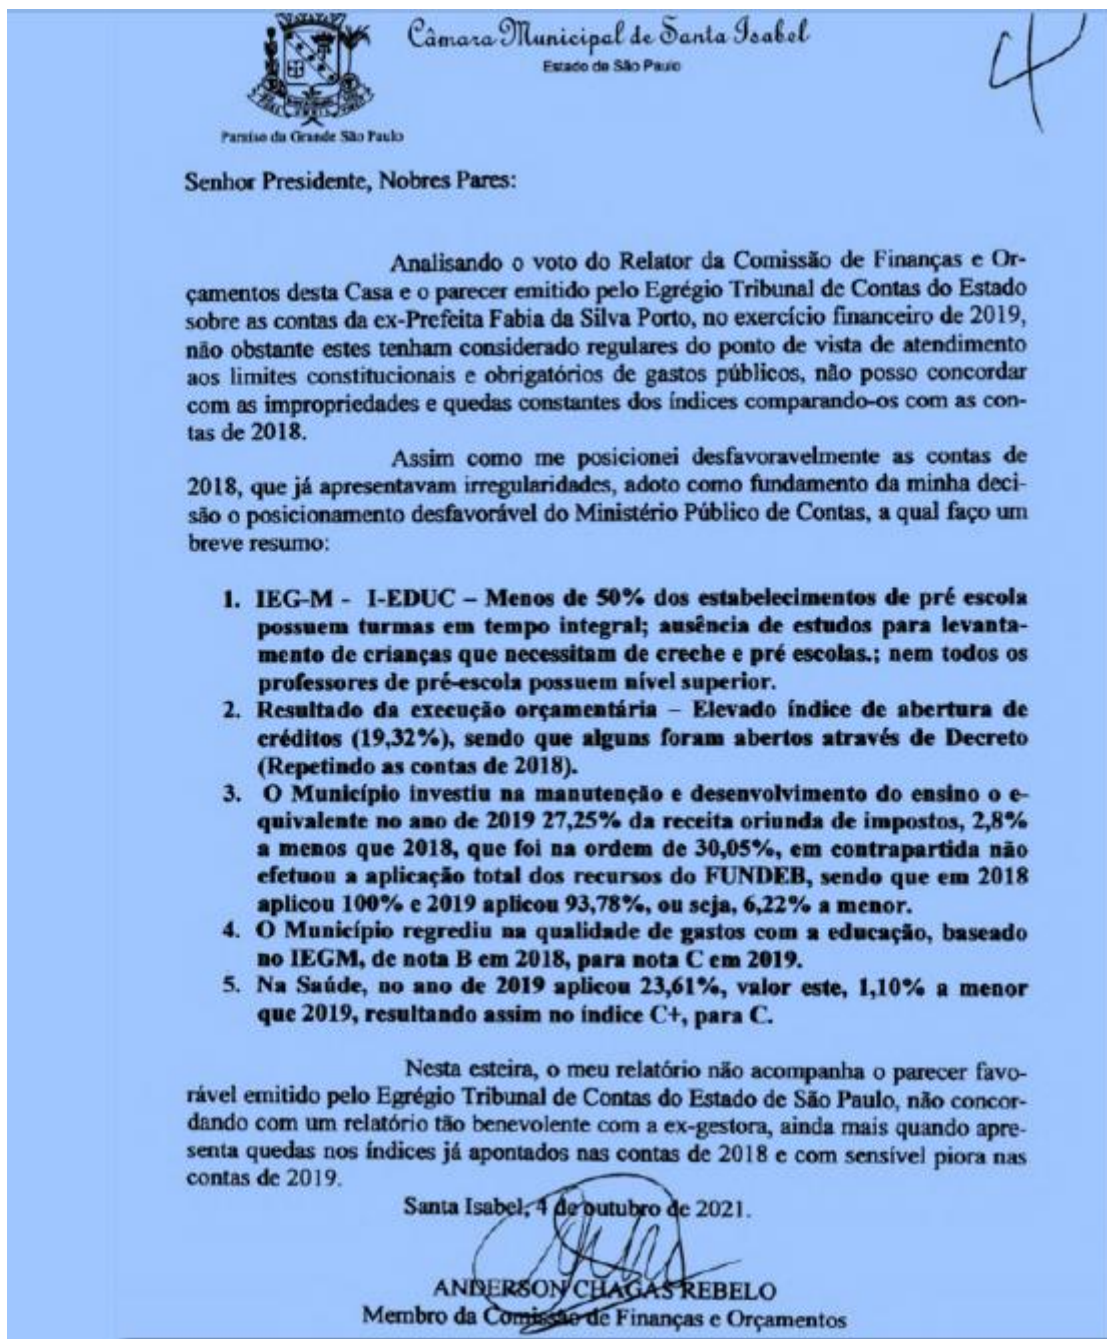 Câmara Municipal de Santa Isabel
Estado de São Paulo
Paraíso da Grande São Paulo
Senhor Presidente, Nobres Pares:
Analisando o voto do Relator da Comissão de Finanças e Or-
çamentos desta Casa e o parecer emitido pelo Egrégio Tribunal de Contas do Estado
sobre as contas da ex-Prefeita Fabia da Silva Porto, no exercício financeiro de 2019,
não obstante estes tenham considerado regulares do ponto de vista de atendimento
aos limites constitucionais e obrigatórios de gastos públicos, não posso concordar
com as impropriedades e quedas constantes dos índices comparando-os com as con-
tas de 2018.
Assim como me posicionei desfavoravelmente as contas de
2018, que já apresentavam irregularidades, adoto como fundamento da minha deci-
são o posicionamento desfavorável do Ministério Público de Contas, a qual faço um
breve resumo:
1. IEG-M - I-EDUC – Menos de 50% dos estabelecimentos de pré escola
possuem turmas em tempo integral; ausência de estudos para levanta-
mento de crianças que necessitam de creche e pré escolas.; nem todos os
professores de pré-escola possuem nível superior.
2. Resultado da execução orçamentária – Elevado índice de abertura de
créditos (19,32%), sendo que alguns foram abertos através de Decreto
(Repetindo as contas de 2018).
3. O Município investiu na manutenção e desenvolvimento do ensino o e-
quivalente no ano de 2019 27,25% da receita oriunda de impostos, 2,8%
a menos que 2018, que foi na ordem de 30,05%, em contrapartida não
efetuou a aplicação total dos recursos do FUNDEB, sendo que em 2018
aplicou 100% e 2019 aplicou 93,78%, ou seja, 6,22% a menor.
4. O Município regrediu na qualidade de gastos com a educação, baseado
no IEGM, de nota B em 2018, para nota C em 2019.
5. Na Saúde, no ano de 2019 aplicou 23,61%, valor este, 1,10% a menor
que 2019, resultando assim no índice C+, para C.
Nesta esteira, o meu relatório não acompanha o parecer favo-
rável emitido pelo Egrégio Tribunal de Contas do Estado de São Paulo, não concor-
dando com um relatório tão benevolente com a ex-gestora, ainda mais quando apre-
senta quedas nos índices já apontados nas contas de 2018 e com sensível piora nas
contas de 2019.
Santa Isabel, 4 de outubro de 2021.
ANDERSON CHAGAS REBELO
Membro da Comissão de Finanças e Orçamentos